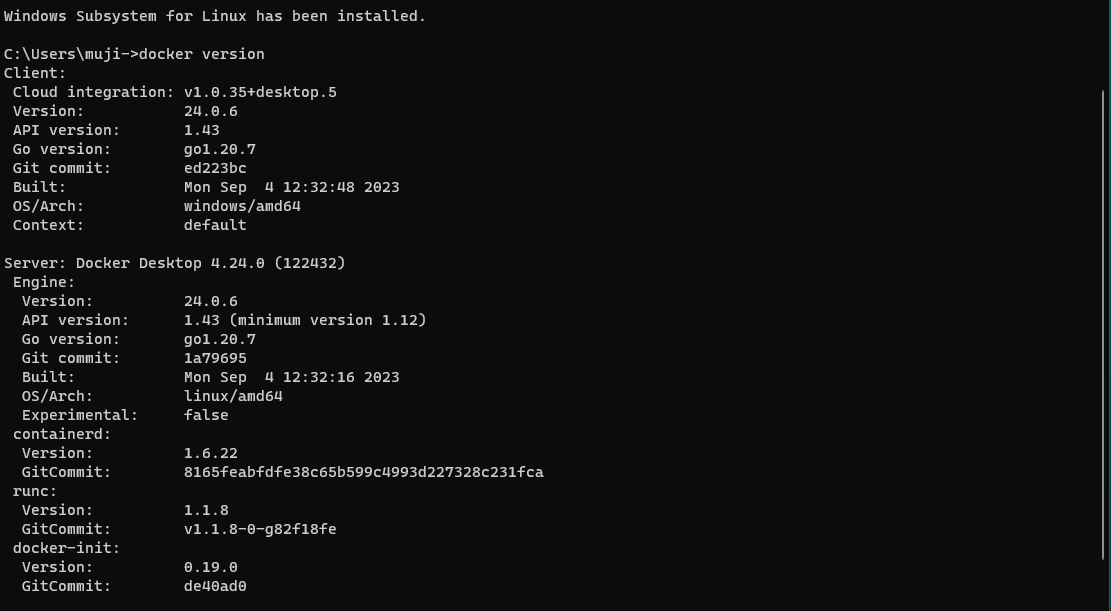 Windows Subsystem for Linux has been installed.
C:\Users\muji->docker version
Client:
 Cloud integration: v1.0.35+desktop.5
 Version:           24.0.6
 API version:       1.43
 Go version:        go1.20.7
 Git commit:        ed223bc
 Built:             Mon Sep  4 12:32:48 2023
 OS/Arch:           windows/amd64
 Context:           default
Server: Docker Desktop 4.24.0 (122432)
 Engine:
  Version:          24.0.6
  API version:      1.43 (minimum version 1.12)
  Go version:       go1.20.7
  Git commit:       1a79695
  Built:            Mon Sep  4 12:32:16 2023
  OS/Arch:          linux/amd64
  Experimental:     false
 containerd:
  Version:          1.6.22
  GitCommit:        8165feabfdfe38c65b599c4993d227328c231fca
 runc:
  Version:          1.1.8
  GitCommit:        v1.1.8-0-g82f18fe
 docker-init:
  Version:          0.19.0
  GitCommit:        de40ad0